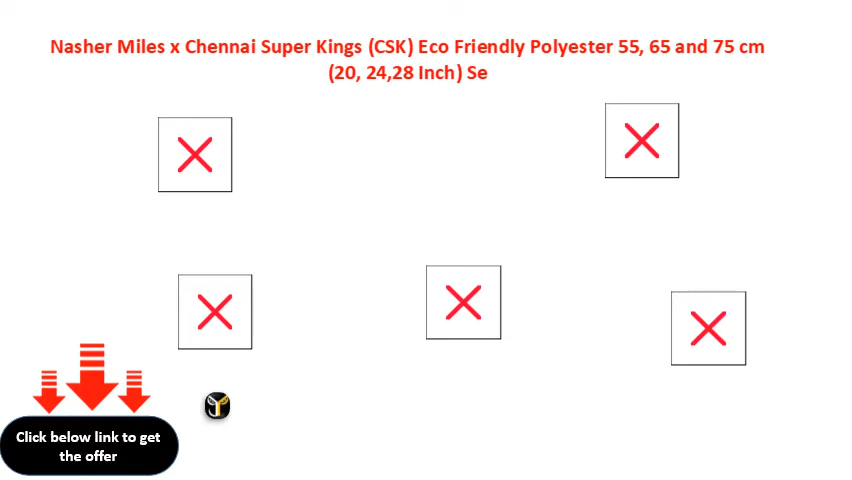 Nasher Miles x Chennai Super Kings (CSK) Eco Friendly Polyester 55, 65 and 75 cm
(20, 24,28 Inch) Se
Click below link to get
the offer